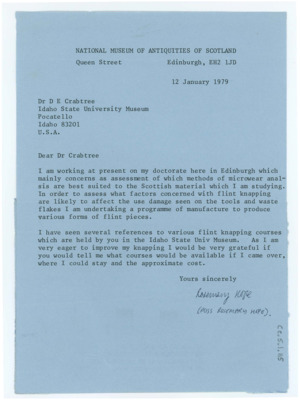 NATIONAL MUSEUM OF ANTIQUITIES OF SCOTLAND
Queen Street Edinburgh, EH2 1JD
12 January 1979
Dr D E Crabtree
Idaho State University Museum
Pocatello
Idaho 83201
U.S.A.
Dear Dr Crabtree
I am working at present on my doctorate here in Edinburgh which
mainly concerns an assessment of which methods of microwear anal-
ysis are best suited to the Scottish material which I am studying.
In order to assess what factors concerned with flint knapping
are likely to affect the use damage seen on the tools and waste
flakes I am undertaking a programme of manufacture to produce
various forms of flint pieces.
I have seen several references to various flint knapping courses
which are held by you in the Idaho State Univ Museum. As I am
very eager to improve my knapping I would be very grateful if
you would tell me what courses would be available if I came over,
where I could stay and the approximate cost.
Yours sincerely
Rosemary
(MISS ROSEMARY